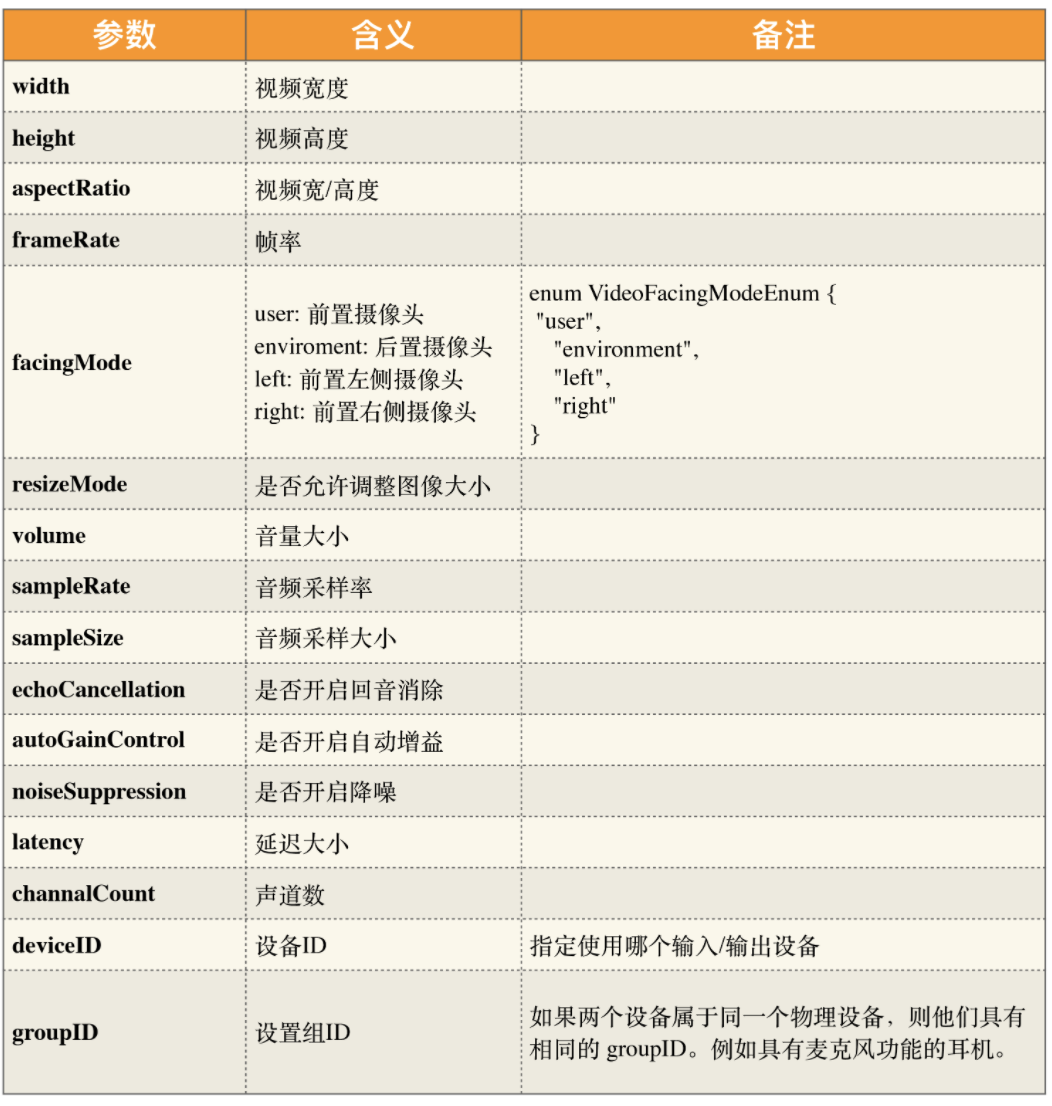 参数 含义 备注
width 视频宽度
height 视频高度
aspectRatio 视频宽/高度
frameRate 帧率
facingMode
user: 前置摄像头
enviroment: 后置摄像头
left: 前置左侧摄像头
right: 前置右侧摄像头
enum VideoFacingModeEnum {
"user",
"environment",
"left",
"right"
}
resizeMode 是否允许调整图像大小
volume 音量大小
sampleRate 音频采样率
sampleSize 音频采样大小
echoCancellation 是否开启回音消除
autoGainControl 是否开启自动增益
noiseSuppression 是否开启降噪
latency 延迟大小
channalCount 声道数
deviceID 设备ID 指定使用哪个输入/输出设备
groupID 设置组ID
如果两个设备属于同一个物理设备，则他们具有
相同的 groupID。例如具有麦克风功能的耳机。